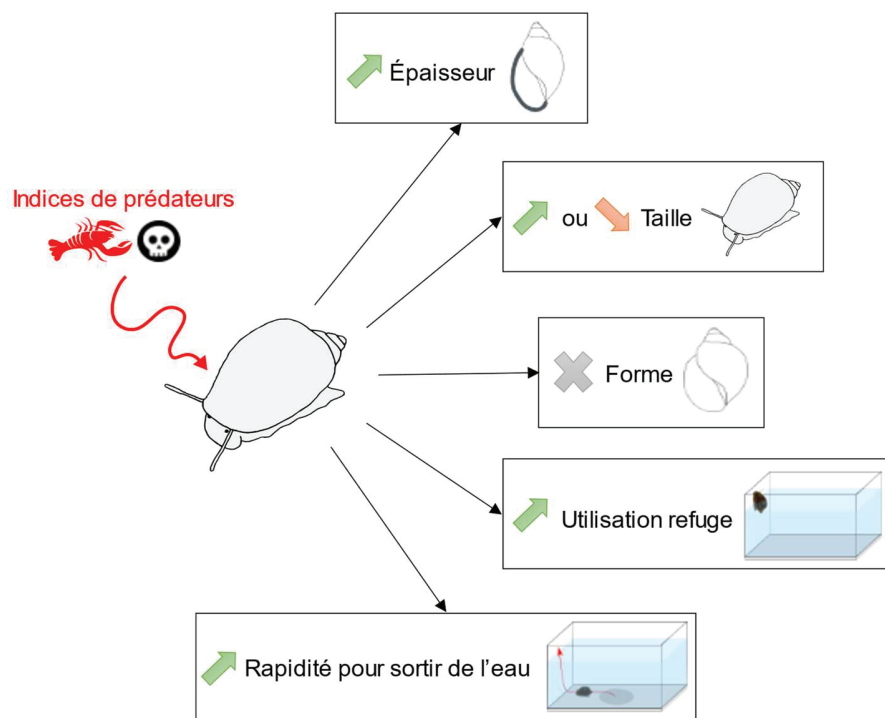 Épaisseur
Indices de prédateurs
ou Taille
Forme
Utilisation refuge
Rapidité pour sortir de l'eau